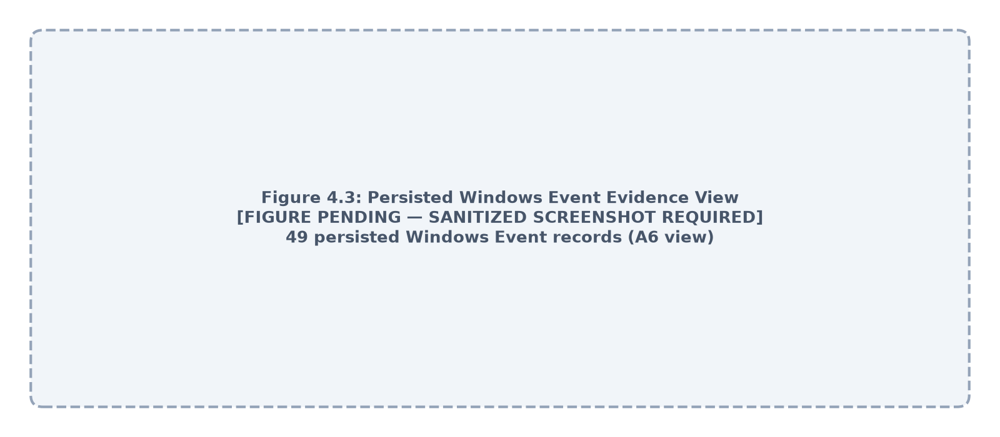 Figure 4.3: Persisted Windows Event Evidence View
[FIGURE PENDING — SANITIZED SCREENSHOT REQUIRED]
49 persisted Windows Event records (A6 view)